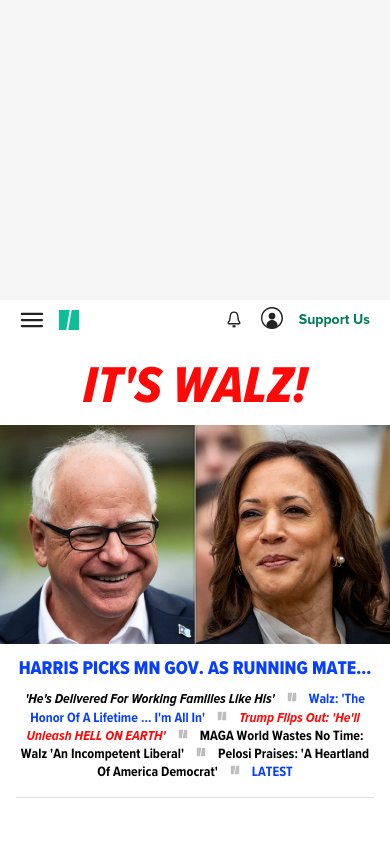 Support Us
IT'S WALZ!
HARRIS PICKS MN GOV. AS RUNNING MATE...
'He's Delivered For Working Families Like His' Walz: 'The
Honor Of A Lifetime ... I'm All In' Trump Flips Out: 'He'll
Unleash HELL ON EARTH' MAGA World Wastes No Time:
Walz 'An Incompetent Liberal' Pelosi Praises: 'A Heartland
Of America Democrat' LATEST